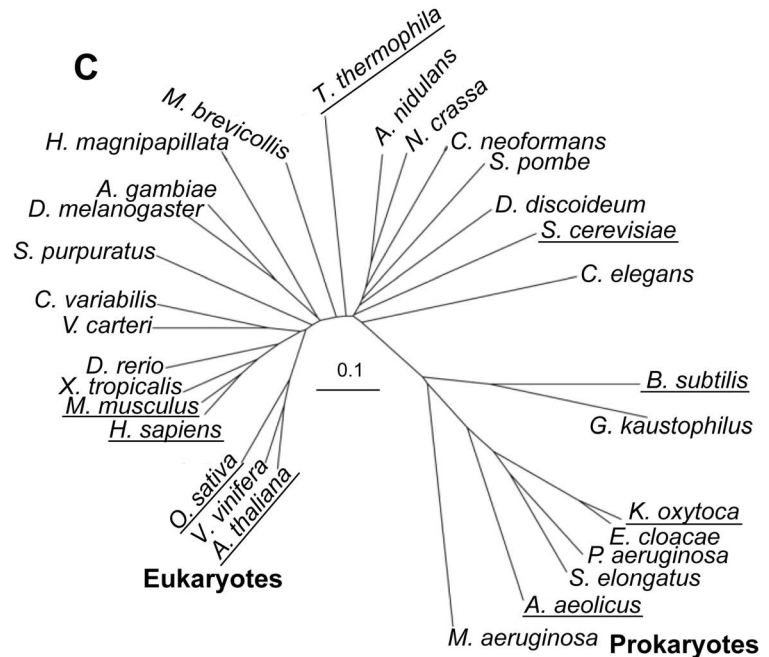 C
T. thermophila
A. nidulans
N. crassa
M. brevicollis
H. magnipapillata
C. neoformans
S. pombe
A. gambiae
D. melanogaster
D. discoideum
S. cerevisiae
S. purpuratus
C. elegans
C. variabilis
V. carteri
D. rerio
X. tropicalis
M. musculus
H. sapiens
0.1
B. subtilis
G. kaustophilus
O. sativa
V. vinifera
A. thaliana
Eukaryotes
K. oxytoca
E. cloacae
P. aeruginosa
S. elongatus
A. aeolicus
M. aeruginosa
Prokaryotes